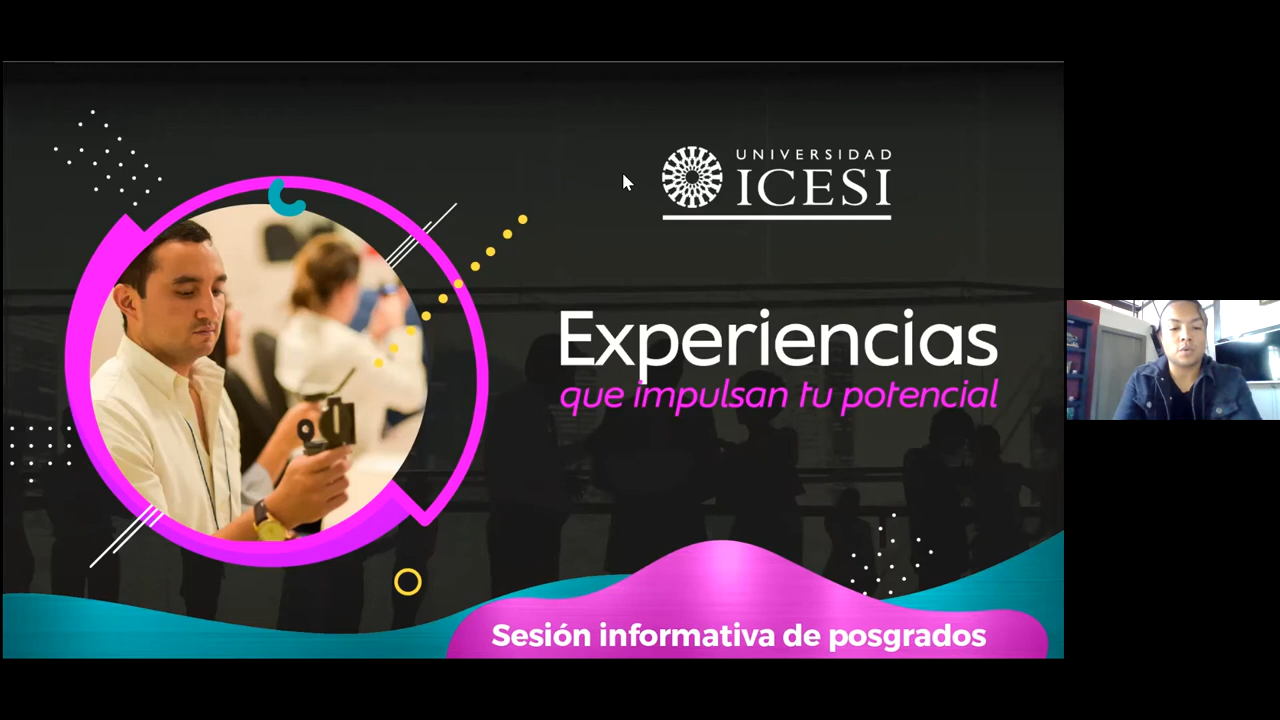 UNIVERSIDAD
ICESI
Experiencias
que impulsan tu potencial
Sesión informativa de posgrados